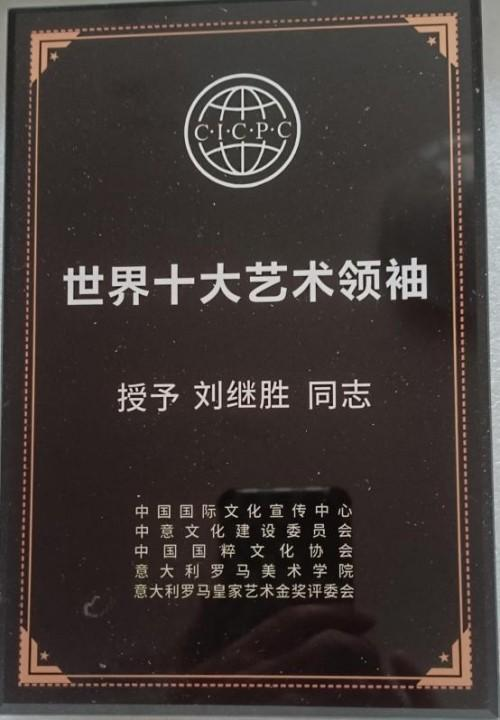 C·I·C·P·C
世界十大艺术领袖
授予 刘继胜 同志
中国国际文化宣传中心
中意文化建设委员会
中国国粹文化协会
意大利罗马美术学院
意大利罗马皇家艺术金奖评委会